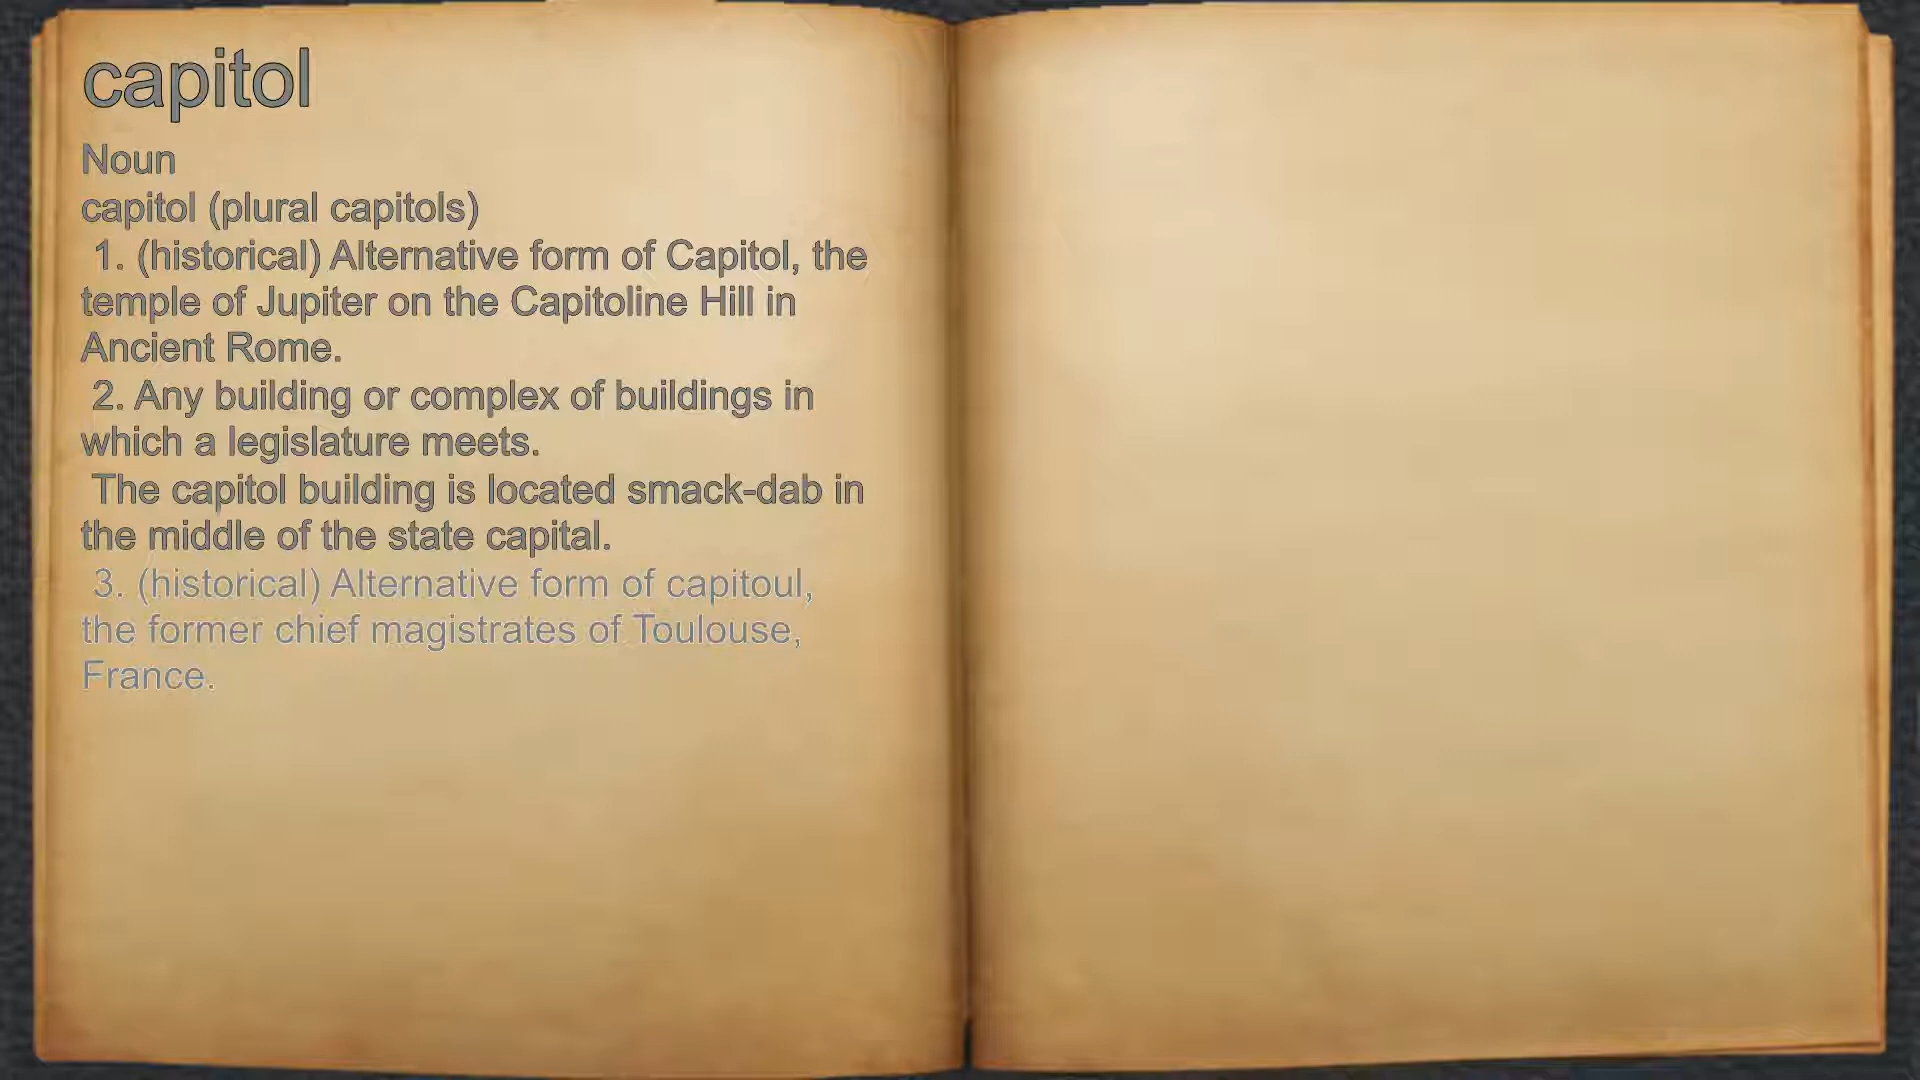 capitol
Noun
capitol (plural capitols)
1. (historical) Alternative form of Capitol, the
temple of Jupiter on the Capitoline Hill in
Ancient Rome.
2. Any building or complex of buildings in
which a legislature meets.
The capitol building is located smack-dab in
the middle of the state capital.
3. (historical) Alternative form of capitoul,
the former chief magistrates of Toulouse,
France.